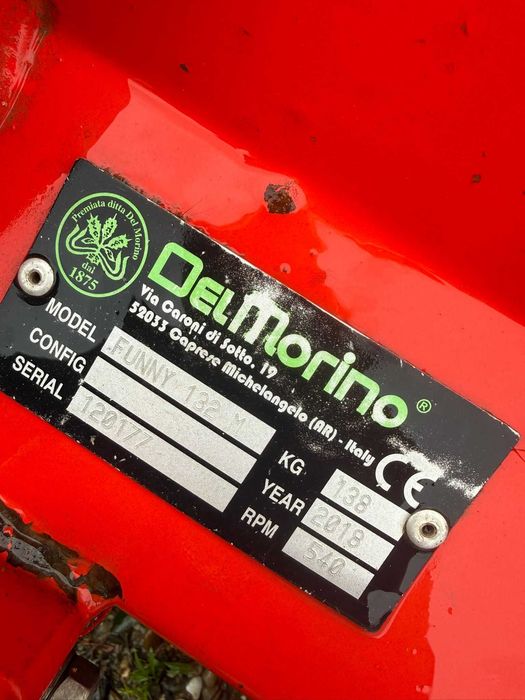 Premiata ditta Del Morino
dal
1875
DELMorino®
Via Caroni di Sotto, 19
52033 Caprese Michelangelo (AR) - Italy
MODEL FUNNY 132 M
CONFIG
SERIAL 120177
CE
KG 138
YEAR 2018
RPM 540